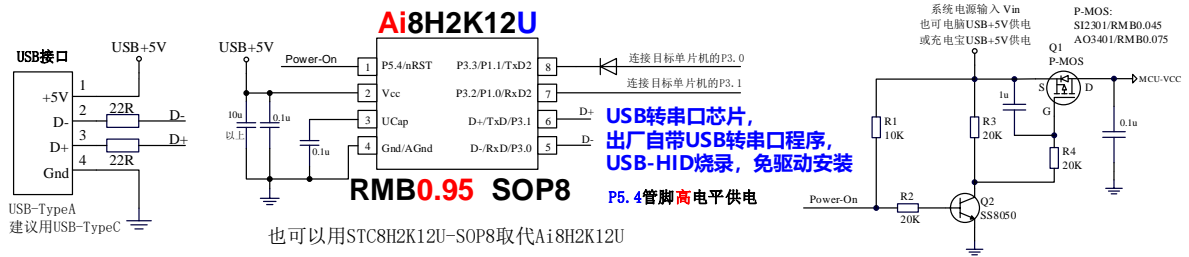 USB接口
USB+5V
1
+5V
2
22R
D-
D-
3
D+
D+
4
22R
Gnd
USB-TypeA
建议用USB-TypeC
Ai8H2K12U
USB+5V
Power-On
1
P5.4/nRST
P3.3/P1.1/TxD2
8
连接目标单片机的P3.0
2
Vcc
P3.2/P1.0/RxD2
7
连接目标单片机的P3.1
10u
以上
0.1u
3
UCap
D+/TxD/P3.1
6
D+
0.1u
4
Gnd/AGnd
D-/RxD/P3.0
5
D-
RMB0.95 SOP8
USB转串口芯片，
出厂自带USB转串口程序，
USB-HID烧录，免驱动安装
P5.4管脚高电平供电
也可以用STC8H2K12U-SOP8取代Ai8H2K12U
系统电源输入 Vin
也可电脑USB+5V供电
或充电宝USB+5V供电
P-MOS:
SI2301/RMB0.045
AO3401/RMB0.075
Q1
P-MOS
S
D
G
MCU-VCC
1u
0.1u
R1
10K
R3
20K
R4
20K
Power-On
R2
20K
Q2
SS8050